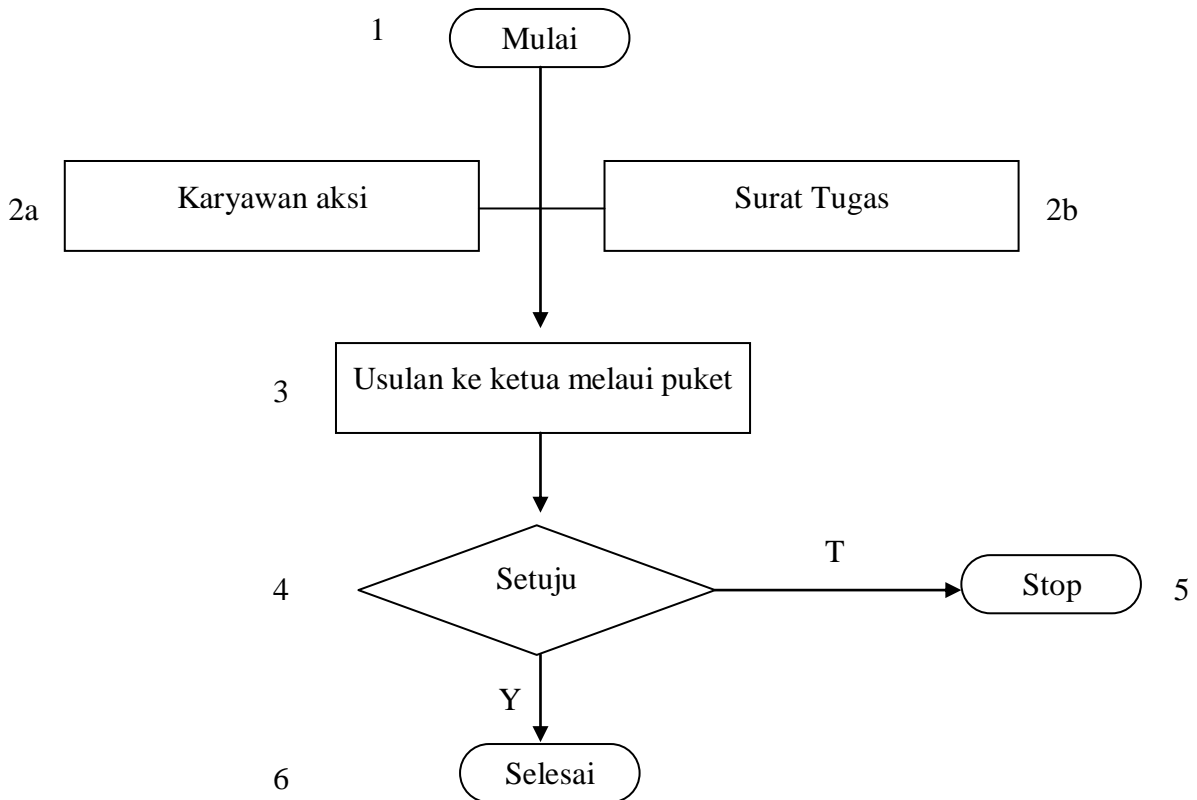 1
Mulai
2a
Karyawan aksi
Surat Tugas
2b
3
Usulan ke ketua melaui puket
4
Setuju
T
Stop
5
Y
6
Selesai